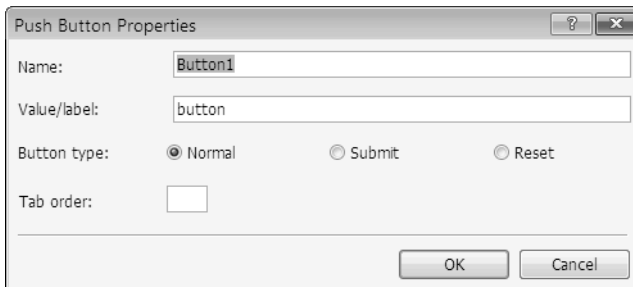 Push Button Properties
Name: Button1
Value/label: button
Button type: Normal Submit Reset
Tab order:
OK Cancel